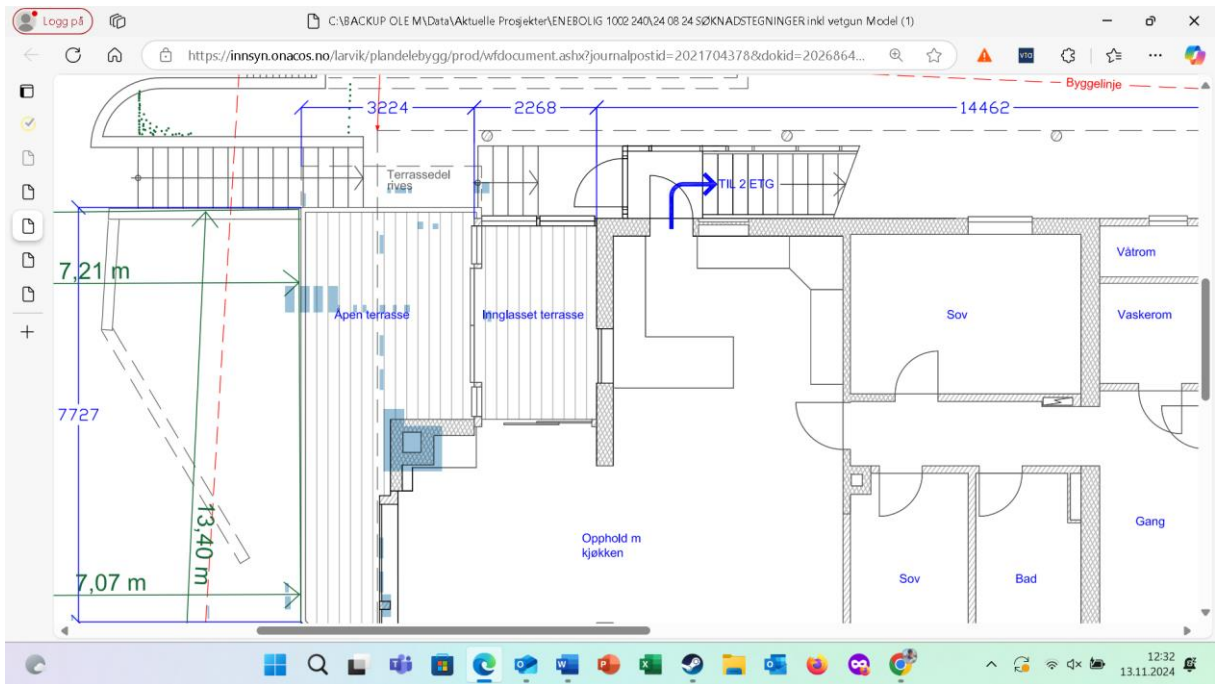 Logg på
C:\BACKUP OLE M\Data\Aktuelle Prosjekter\ENEBOLIG 1002 240\24 08 24 SØKNADSTEGNINGER inkl vetgun Model (1)
https://innsyn.onacos.no/larvik/plandelebygg/prod/wfdocument.ashx?journalpostid=2021704378&dokid=2026864...
VTG
Byggelinje
3224
2268
14462
Terrassedel
rives
TIL 2 ETG
Våtrom
7,21 m
Åpen terrasse
Innglasset terrasse
Sov
Vaskerom
7727
13,40 m
Opphold m
kjøkken
Gang
7,07 m
Sov
Bad
12:32
13.11.2024